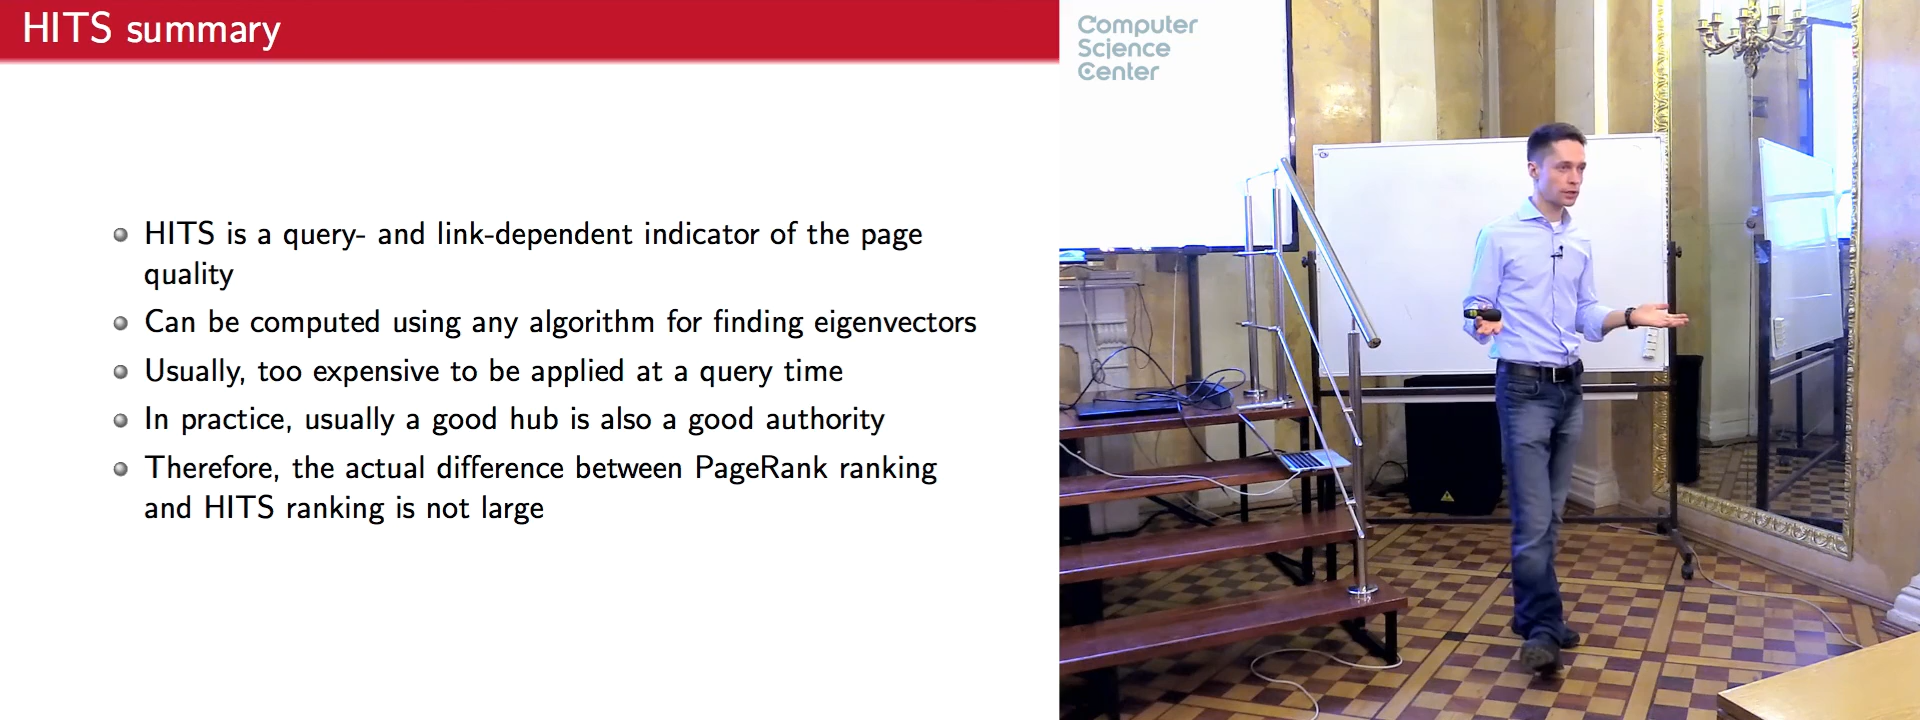 HITS summary
HITS is a query- and link-dependent indicator of the page
quality
Can be computed using any algorithm for finding eigenvectors
Usually, too expensive to be applied at a query time
In practice, usually a good hub is also a good authority
Therefore, the actual difference between PageRank ranking
and HITS ranking is not large
Computer
Science
Center